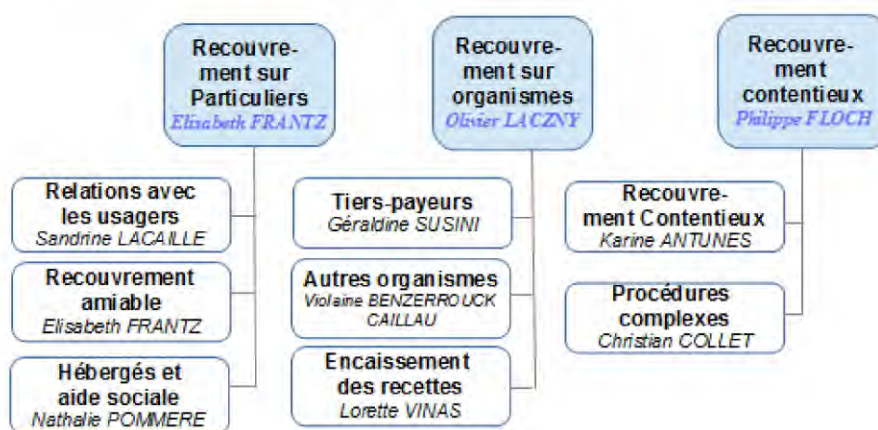 Recouvre-
ment sur
Particuliers
Elisabeth FRANTZ
Relations avec
les usagers
Sandrine LACAILLE
Recouvrement
amiable
Elisabeth FRANTZ
Hébergés et
aide sociale
Nathalie POMMERE
Recouvre-
ment sur
organismes
Olivier LACZNY
Tiers-payeurs
Géraldine SUSINI
Autres organismes
Violaine BENZERROUCK
CAILLAU
Encaissement
des recettes
Lorette VINAS
Recouvre-
ment
contentieux
Philippe FLOCH
Recouvre-
ment Contentieux
Karine ANTUNES
Procédures
complexes
Christian COLLET